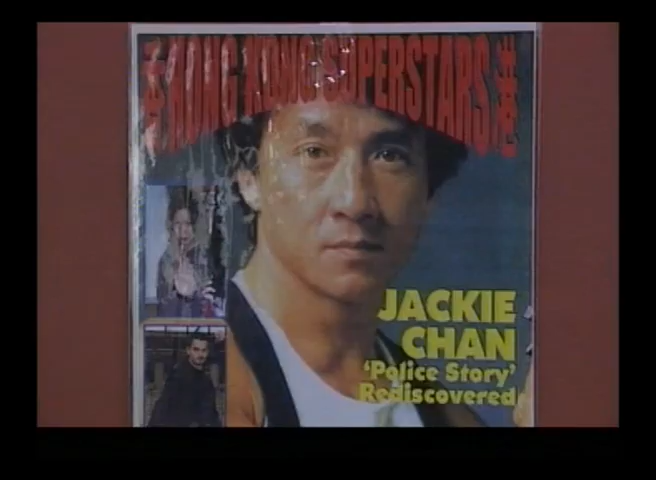 HONG KONG SUPERSTARS
JACKIE
CHAN
'Police Story'
Rediscovered